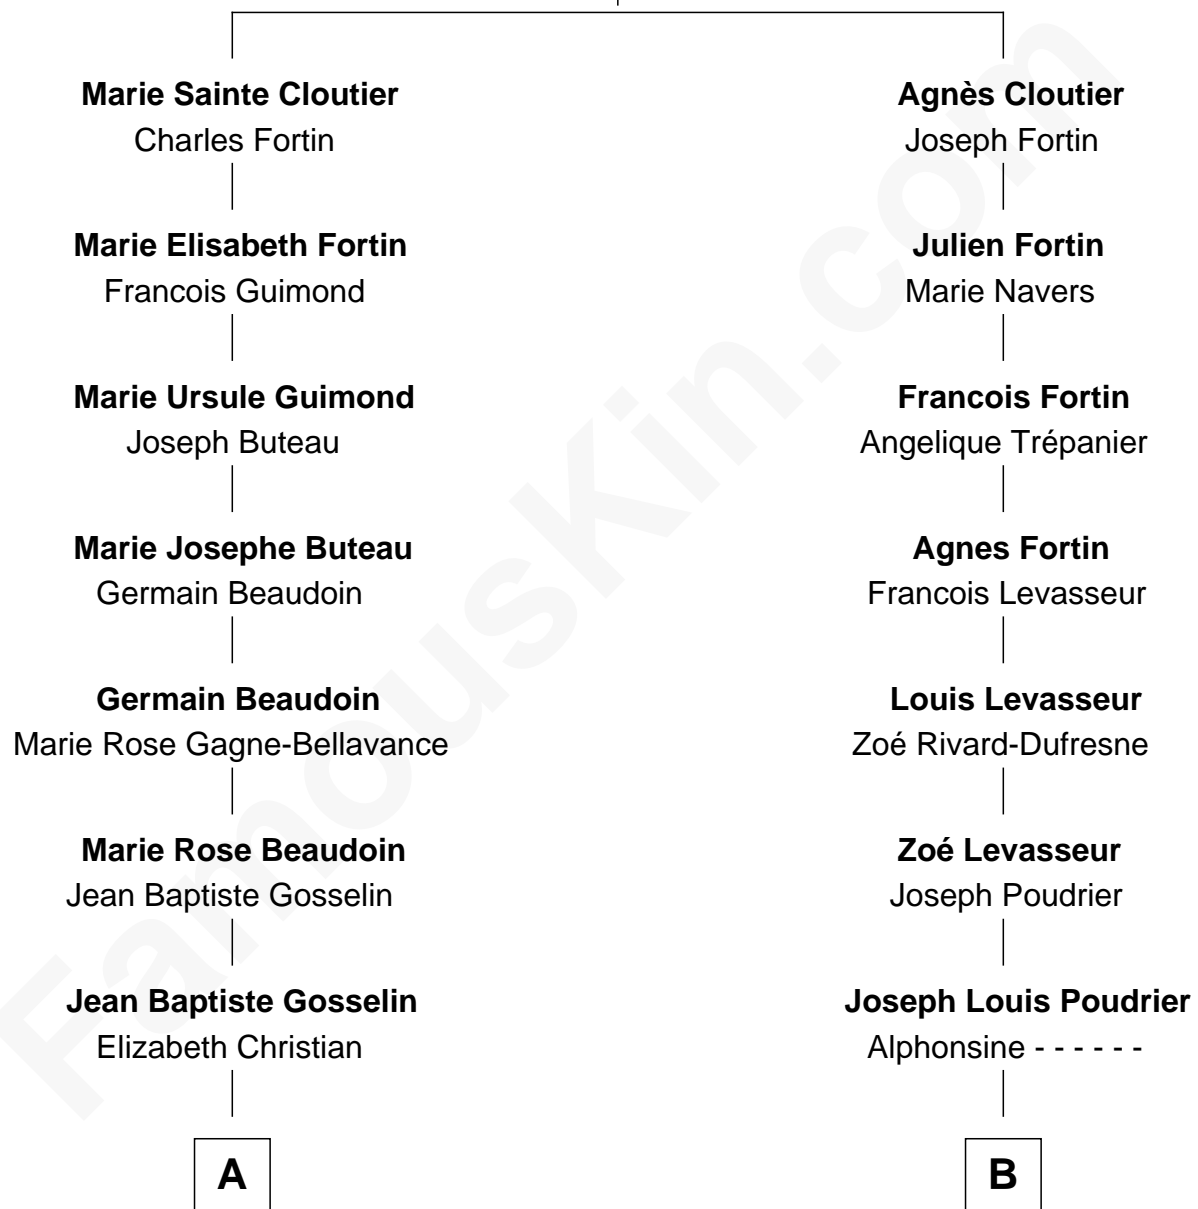 Marie Sainte Cloutier
Charles Fortin
Marie Elisabeth Fortin
Francois Guimond
Marie Ursule Guimond
Joseph Buteau
Marie Josephe Buteau
Germain Beaudoin
Germain Beaudoin
Marie Rose Gagne-Bellavance
Marie Rose Beaudoin
Jean Baptiste Gosselin
Jean Baptiste Gosselin
Elizabeth Christian
A
Agnès Cloutier
Joseph Fortin
Julien Fortin
Marie Navers
Francois Fortin
Angelique Trépanier
Agnes Fortin
Francois Levasseur
Louis Levasseur
Zoé Rivard-Dufresne
Zoé Levasseur
Joseph Poudrier
Joseph Louis Poudrier
Alphonsine - - - - - -
B
FamousKin.com